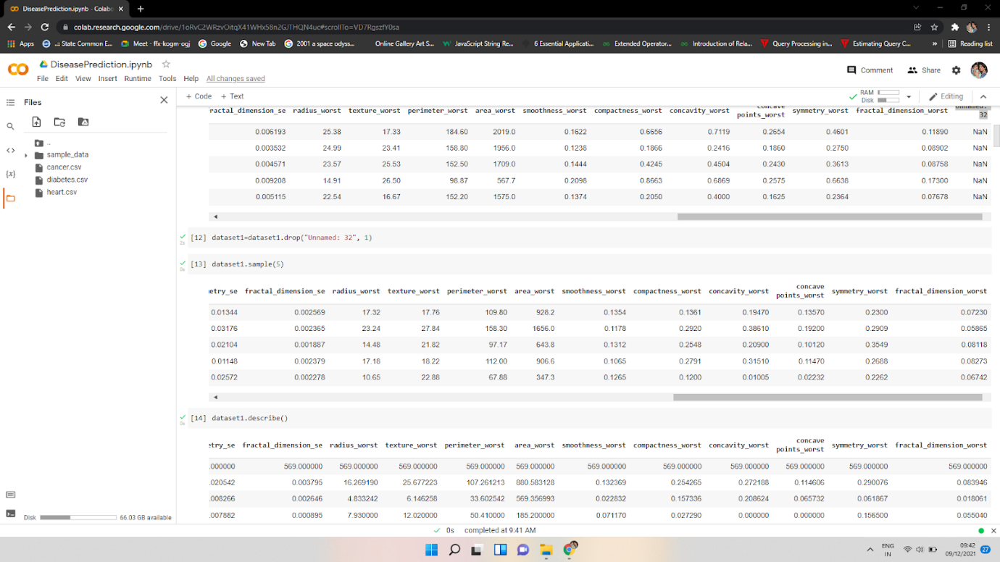 DiseasePrediction.ipynb - Colabo
colab.research.google.com/drive/1oRvC2WRzvOitqX41WHx58n2GJTHQN4uc#scrollTo=VD7RgszfY0sa
Apps ..:: State Common E... Meet - ffx-kogm-ogj Google New Tab 2001 a space odyss... Online Gallery Art S... JavaScript String Re... 6 Essential Applicati... Extended Operator... Introduction of Rela... Query Processing in... Estimating Query C... » Reading list
DiseasePrediction.ipynb
File Edit View Insert Runtime Tools Help All changes saved
Comment Share
Files
+ Code + Text
RAM
Disk
Editing
..
sample_data
cancer.csv
diabetes.csv
heart.csv
ractal_dimension_se radius_worst texture_worst perimeter_worst area_worst smoothness_worst compactness_worst concavity_worst concave points_worst symmetry_worst fractal_dimension_worst Unnamed: 32
0.006193 25.38 17.33 184.60 2019.0 0.1622 0.6656 0.7119 0.2654 0.4601 0.11890 NaN
0.003532 24.99 23.41 158.80 1956.0 0.1238 0.1866 0.2416 0.1860 0.2750 0.08902 NaN
0.004571 23.57 25.53 152.50 1709.0 0.1444 0.4245 0.4504 0.2430 0.3613 0.08758 NaN
0.009208 14.91 26.50 98.87 567.7 0.2098 0.8663 0.6869 0.2575 0.6638 0.17300 NaN
0.005115 22.54 16.67 152.20 1575.0 0.1374 0.2050 0.4000 0.1625 0.2364 0.07678 NaN
2s
[12] dataset1=dataset1.drop("Unnamed: 32", 1)
0s
[13] dataset1.sample(5)
etry_se fractal_dimension_se radius_worst texture_worst perimeter_worst area_worst smoothness_worst compactness_worst concavity_worst concave points_worst symmetry_worst fractal_dimension_worst
0.01344 0.002569 17.32 17.76 109.80 928.2 0.1354 0.1361 0.19470 0.13570 0.2300 0.07230
0.03176 0.002365 23.24 27.84 158.30 1656.0 0.1178 0.2920 0.38610 0.19200 0.2909 0.05865
0.02104 0.001887 14.48 21.82 97.17 643.8 0.1312 0.2548 0.20900 0.10120 0.3549 0.08118
0.01148 0.002379 17.18 18.22 112.00 906.6 0.1065 0.2791 0.31510 0.11470 0.2688 0.08273
0.02572 0.002278 10.65 22.88 67.88 347.3 0.1265 0.1200 0.01005 0.02232 0.2262 0.06742
0s
[14] dataset1.describe()
etry_se fractal_dimension_se radius_worst texture_worst perimeter_worst area_worst smoothness_worst compactness_worst concavity_worst concave points_worst symmetry_worst fractal_dimension_worst
.000000 569.000000 569.000000 569.000000 569.000000 569.000000 569.000000 569.000000 569.000000 569.000000 569.000000 569.000000
.020542 0.003795 16.269190 25.677223 107.261213 880.583128 0.132369 0.254265 0.272188 0.114606 0.290076 0.083946
.008266 0.002646 4.833242 6.146258 33.602542 569.356993 0.022832 0.157336 0.208624 0.065732 0.061867 0.018061
.007882 0.000895 7.930000 12.020000 50.410000 185.200000 0.071170 0.027290 0.000000 0.000000 0.156500 0.055040
Disk 66.03 GB available
0s completed at 9:41 AM
ENG
IN
09:42
09/12/2021
27